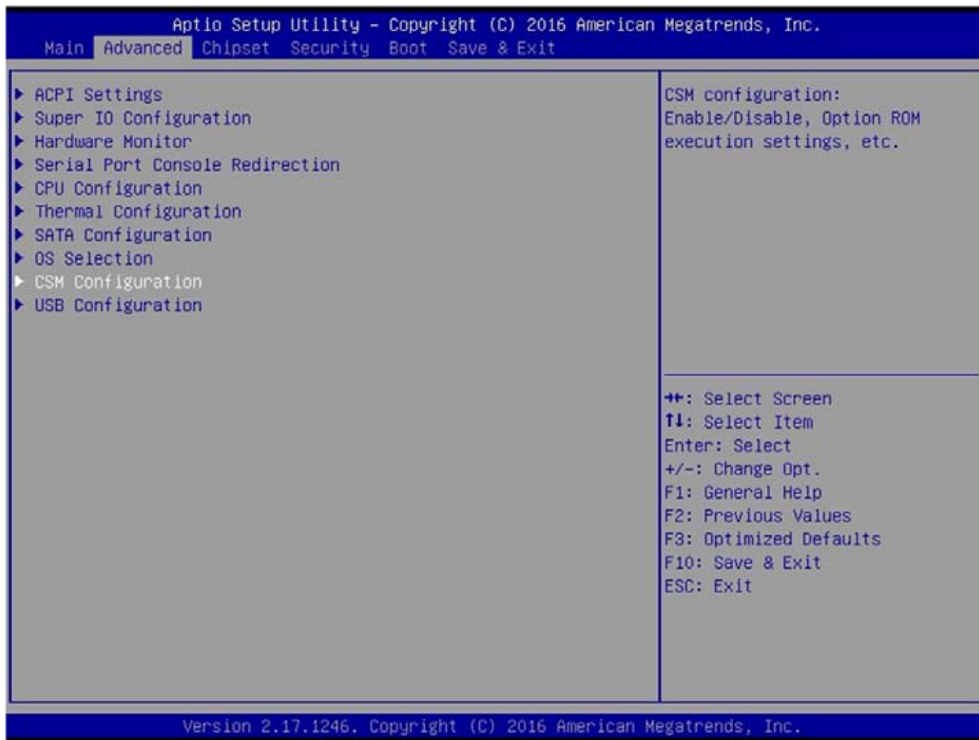 Aptio Setup Utility - Copyright (C) 2016 American Megatrends, Inc.
Main Advanced Chipset Security Boot Save & Exit
ACPI Settings
Super IO Configuration
Hardware Monitor
Serial Port Console Redirection
CPU Configuration
Thermal Configuration
SATA Configuration
OS Selection
CSM Configuration
USB Configuration
CSM configuration:
Enable/Disable, Option ROM
execution settings, etc.
→←: Select Screen
↑↓: Select Item
Enter: Select
+/-: Change Opt.
F1: General Help
F2: Previous Values
F3: Optimized Defaults
F10: Save & Exit
ESC: Exit
Version 2.17.1246. Copyright (C) 2016 American Megatrends, Inc.